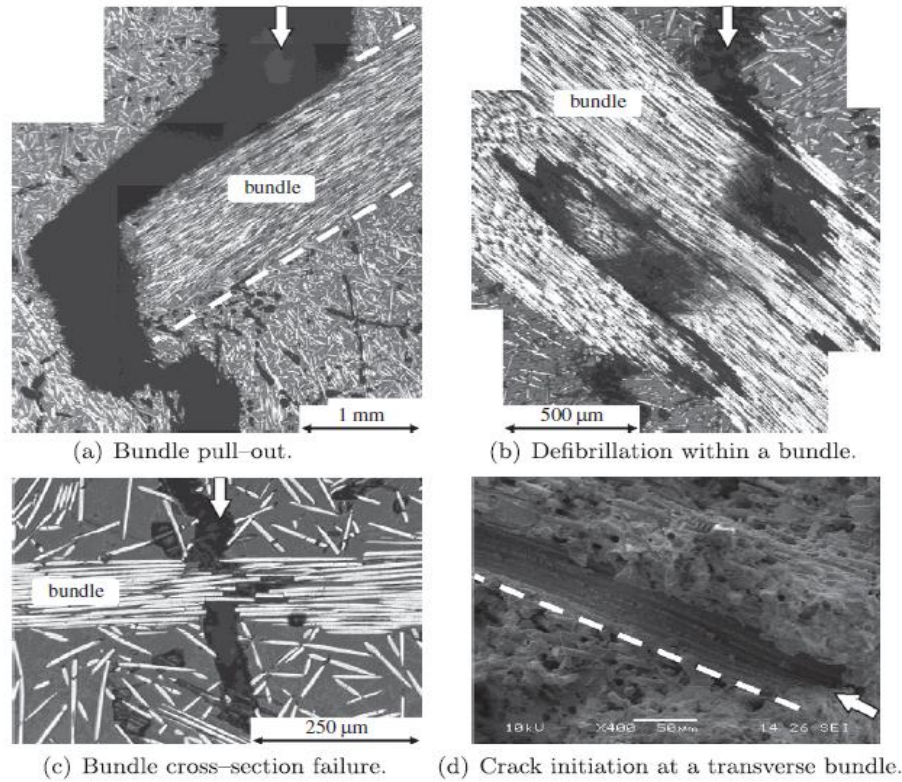 bundle
1 mm
(a) Bundle pull–out.
bundle
500 μm
(b) Defibrillation within a bundle.
bundle
250 μm
(c) Bundle cross–section failure.
10kU X400 50μm 14 26 SEI
(d) Crack initiation at a transverse bundle.